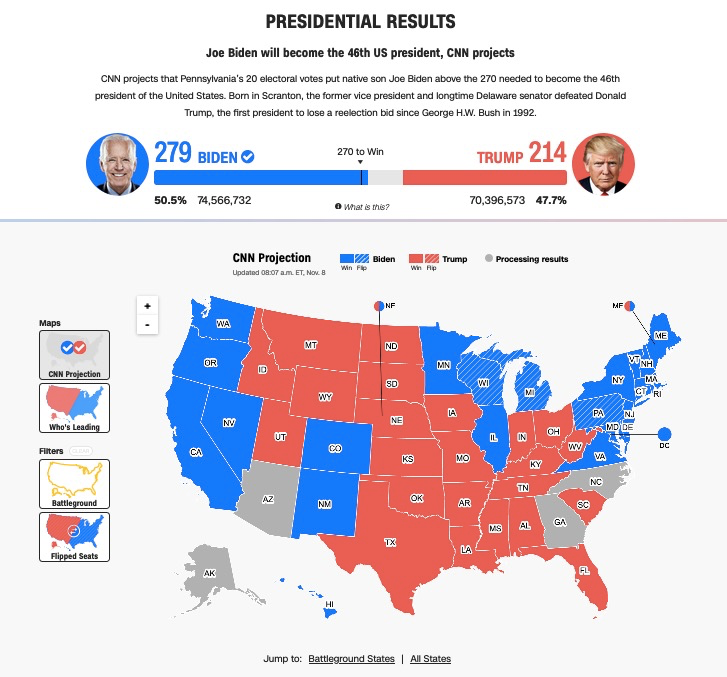 PRESIDENTIAL RESULTS
Joe Biden will become the 46th US president, CNN projects
CNN projects that Pennsylvania's 20 electoral votes put native son Joe Biden above the 270 needed to become the 46th
president of the United States. Born in Scranton, the former vice president and longtime Delaware senator defeated Donald
Trump, the first president to lose a reelection bid since George H.W. Bush in 1992.
279 BIDEN
270 to Win
TRUMP 214
50.5% 74,566,732
What is this?
70,396,573 47.7%
CNN Projection
Updated 08:07 a.m. ET, Nov. 8
Biden
Win Flip
Trump
Win Flip
Processing results
+
-
Maps
CNN Projection
Who's Leading
Filters
CLEAR
Battleground
Flipped Seats
NE
ME
WA
MT
ND
ME
OR
ID
MN
VT
NH
SD
WI
NY
MA
WY
MI
CT
RI
IA
PA
NJ
NV
NE
OH
MD
DE
UT
IL
IN
DC
CA
CO
WV
VA
KS
MO
KY
NC
AZ
NM
OK
TN
AR
SC
MS
AL
GA
TX
LA
FL
AK
HI
Jump to: Battleground States | All States